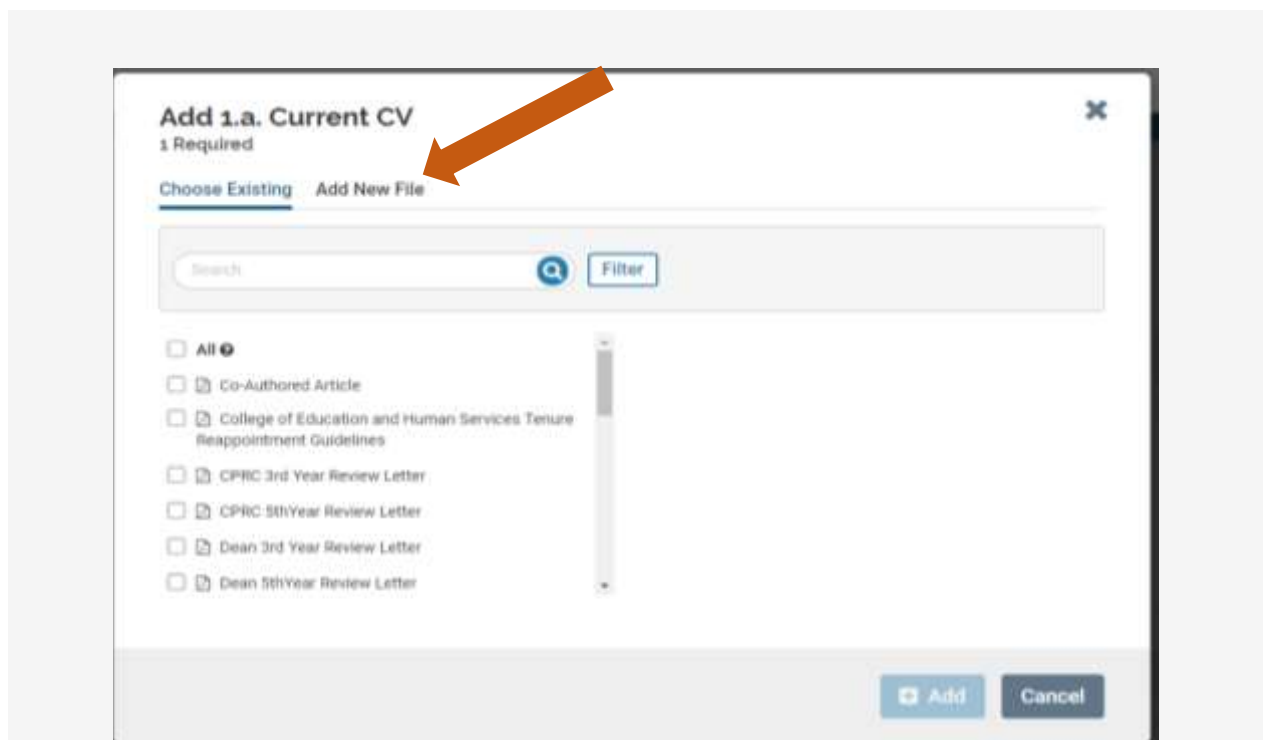 Add 1.a. Current CV
1 Required
Choose Existing Add New File
Search Filter
All
Co-Authored Article
College of Education and Human Services Tenure
Reappointment Guidelines
CPRC 3rd Year Review Letter
CPRC 5thYear Review Letter
Dean 3rd Year Review Letter
Dean 5thYear Review Letter
Add Cancel